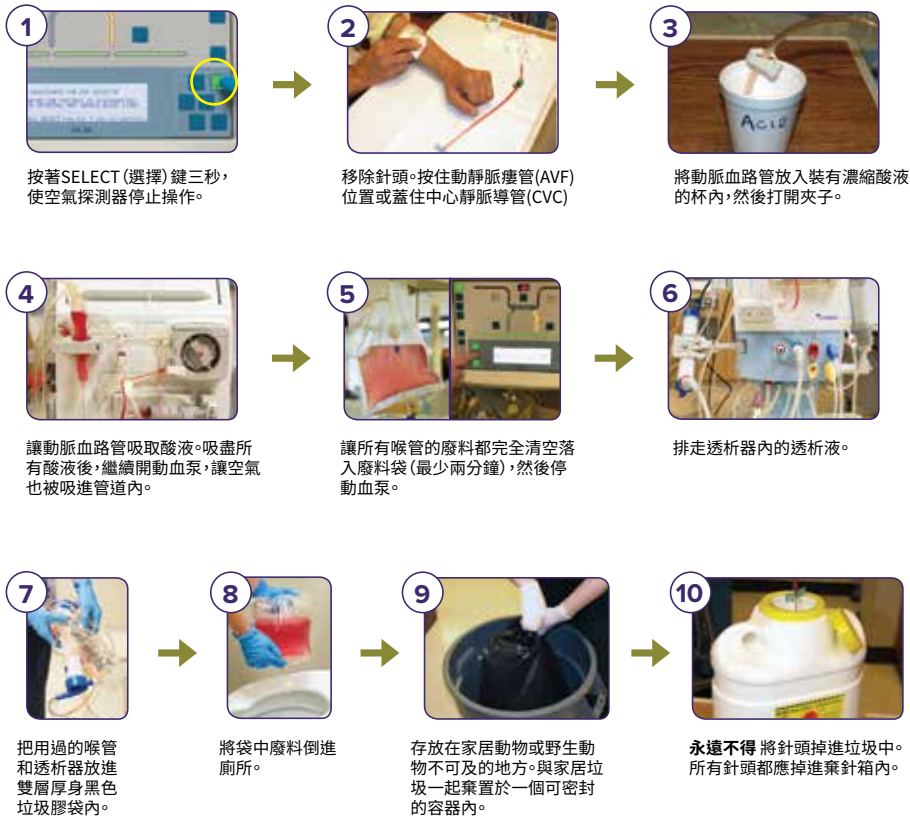 1
按著SELECT(選擇)鍵三秒，
使空氣探測器停止操作。
2
移除針頭。按住動靜脈瘻管(AVF)
位置或蓋住中心靜脈導管(CVC)
3
ACID
將動脈血路管放入裝有濃縮酸液
的杯內，然後打開夾子。
4
讓動脈血路管吸取酸液。吸盡所
有酸液後，繼續開動血泵，讓空氣
也被吸進管道內。
5
讓所有喉管的廢料都完全清空落
入廢料袋(最少兩分鐘)，然後停
動血泵。
6
排走透析器內的透析液。
7
把用過的喉管
和透析器放進
雙層厚身黑色
垃圾膠袋內。
8
將袋中廢料倒進
廁所。
9
存放在家居動物或野生動
物不可及的地方。與家居垃
圾一起棄置於一個可密封
的容器內。
10
永遠不得 將針頭掉進垃圾中。
所有針頭都應掉進棄針箱內。